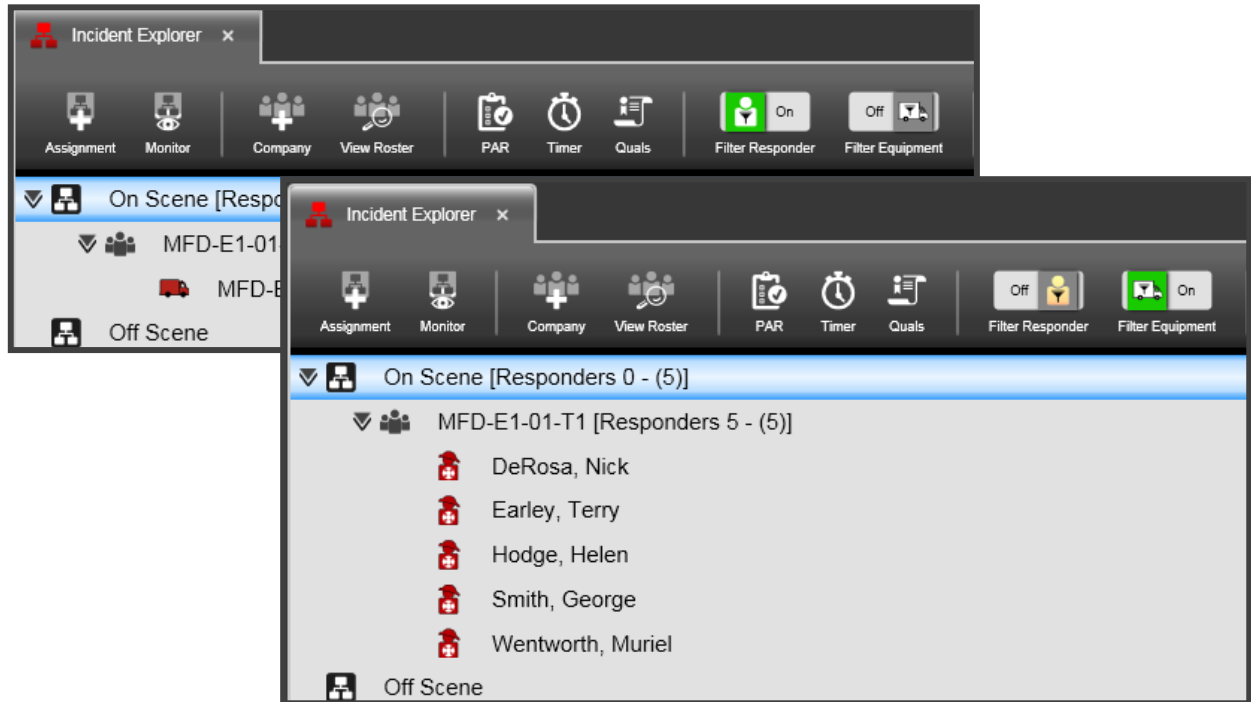 Incident Explorer ×
Assignment Monitor Company View Roster PAR Timer Quals On Filter Responder Off Filter Equipment
On Scene [Respo
MFD-E1-01
MFD-E
Off Scene
Incident Explorer ×
Assignment Monitor Company View Roster PAR Timer Quals Off Filter Responder On Filter Equipment
On Scene [Responders 0 - (5)]
MFD-E1-01-T1 [Responders 5 - (5)]
DeRosa, Nick
Earley, Terry
Hodge, Helen
Smith, George
Wentworth, Muriel
Off Scene